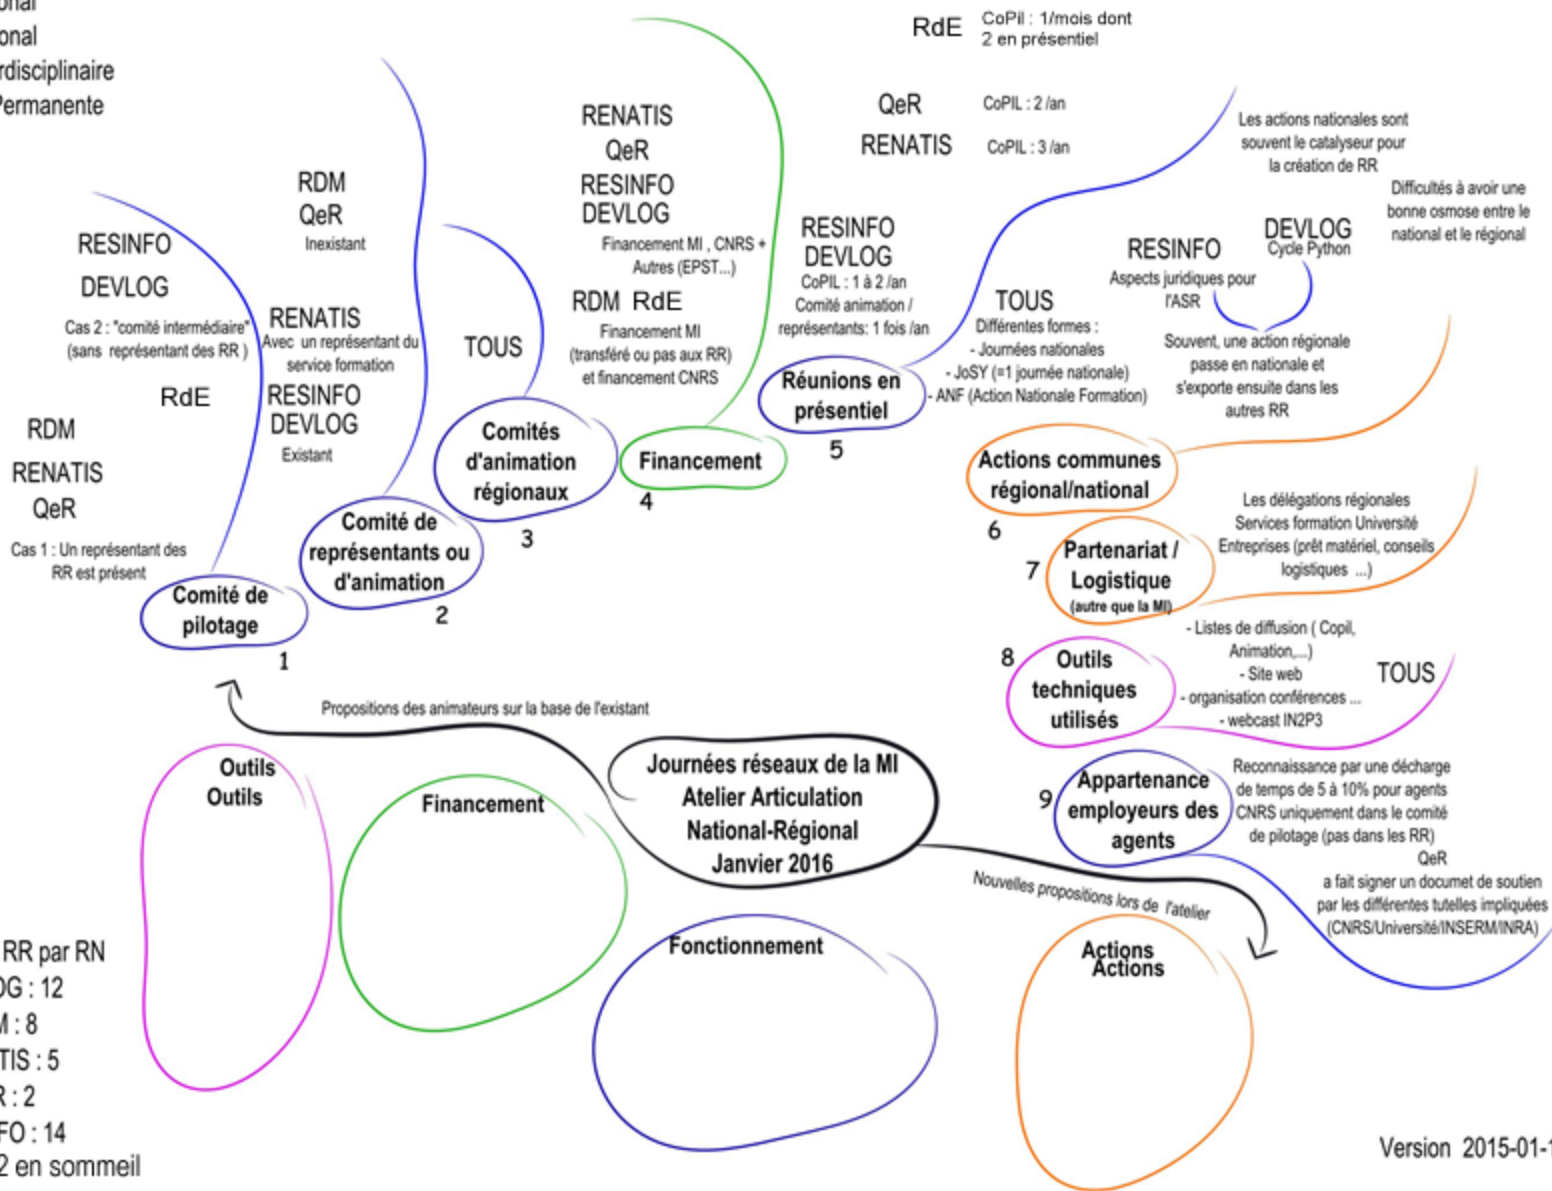 rdisciplinaire
Permanente
RESINFO
DEVLOG
Cas 2 : "comité intermédiaire"
(sans représentant des RR )
RdE
RDM
RENATIS
QeR
Cas 1 : Un représentant des
RR est présent
Comité de
pilotage
1
RDM
QeR
Inexistant
RENATIS
Avec un représentant du
service formation
RESINFO
DEVLOG
Existant
Comité de
représentants ou
d'animation
2
TOUS
Comités
d'animation
régionaux
3
RENATIS
QeR
RESINFO
DEVLOG
Financement MI , CNRS +
Autres (EPST...)
RDM RdE
Financement MI
(transféré ou pas aux RR)
et financement CNRS
Financement
4
RdE CoPil : 1/mois dont
2 en présentiel
QeR CoPIL : 2 /an
RENATIS CoPIL : 3 /an
RESINFO
DEVLOG
CoPIL : 1 à 2 /an
Comité animation /
représentants: 1 fois /an
Réunions en
présentiel
5
TOUS
Différentes formes :
- Journées nationales
- JoSY (=1 journée nationale)
- ANF (Action Nationale Formation)
Les actions nationales sont
souvent le catalyseur pour
la création de RR
Difficultés à avoir une
bonne osmose entre le
national et le régional
RESINFO
Aspects juridiques pour
l'ASR
DEVLOG
Cycle Python
Souvent, une action régionale
passe en nationale et
s'exporte ensuite dans les
autres RR
Actions communes
régional/national
6
Les délégations régionales
Services formation Université
Entreprises (prêt matériel, conseils
logistiques ...)
7
Partenariat /
Logistique
(autre que la MI)
- Listes de diffusion ( Copil,
Animation,...)
- Site web
- organisation conférences ...
- webcast IN2P3
TOUS
8
Outils
techniques
utilisés
9
Appartenance
employeurs des
agents
Reconnaissance par une décharge
de temps de 5 à 10% pour agents
CNRS uniquement dans le comité
de pilotage (pas dans les RR)
QeR
a fait signer un documet de soutien
par les différentes tutelles impliquées
(CNRS/Université/INSERM/INRA)
Propositions des animateurs sur la base de l'existant
Journées réseaux de la MI
Atelier Articulation
National-Régional
Janvier 2016
Nouvelles propositions lors de l'atelier
Outils
Outils
Financement
Fonctionnement
Actions
Actions
RR par RN
OG : 12
M : 8
TIS : 5
R : 2
FO : 14
2 en sommeil
Version 2015-01-1